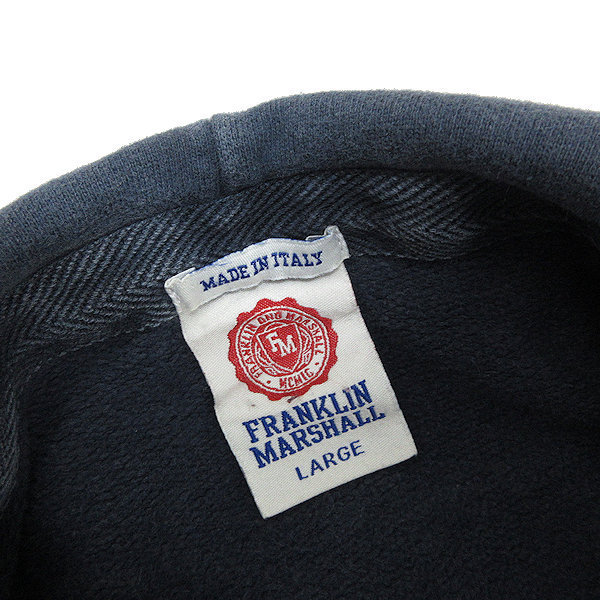 MADE IN ITALY
FRANKLIN AND MARSHALL
FM
MCMIC
FRANKLIN
MARSHALL
LARGE